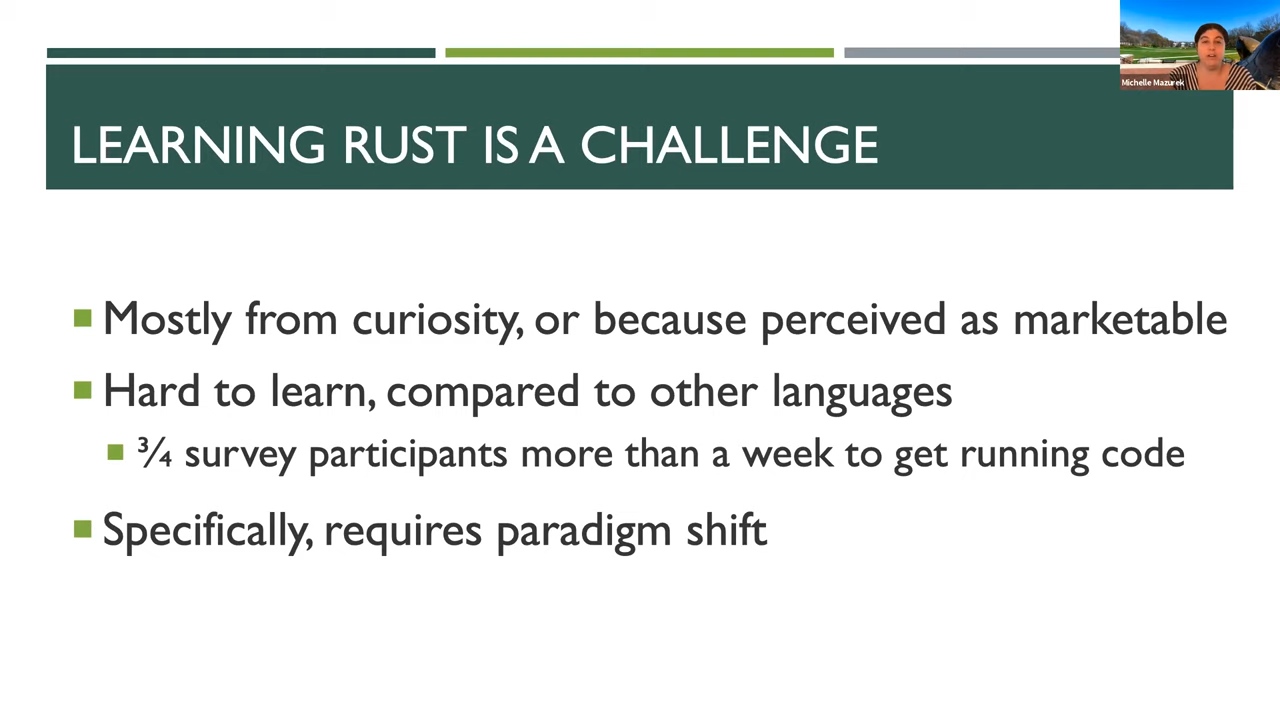 Michelle Mazurek
LEARNING RUST IS A CHALLENGE
Mostly from curiosity, or because perceived as marketable
Hard to learn, compared to other languages
¾ survey participants more than a week to get running code
Specifically, requires paradigm shift